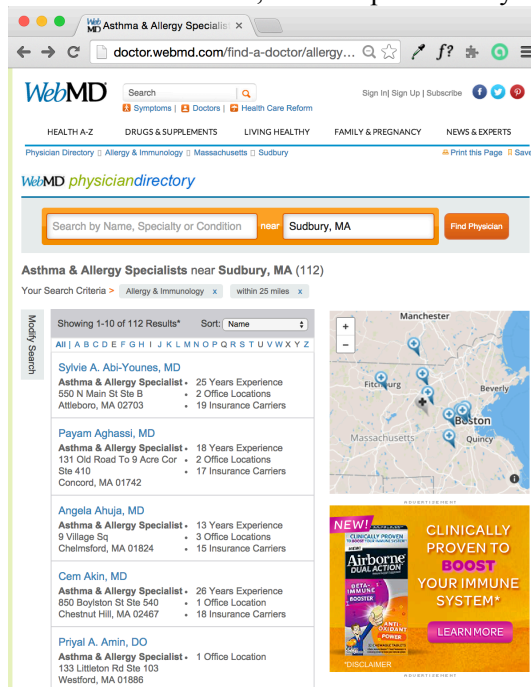 WebMD Asthma & Allergy Specialist ×
doctor.webmd.com/find-a-doctor/allergy... f?
WebMD
Search
Symptoms | Doctors | Health Care Reform
Sign In| Sign Up | Subscribe
HEALTH A-Z DRUGS & SUPPLEMENTS LIVING HEALTHY FAMILY & PREGNANCY NEWS & EXPERTS
Physician Directory Allergy & Immunology Massachusetts Sudbury
Print this Page Save
WebMD physiciandirectory
Search by Name, Specialty or Condition near Sudbury, MA Find Physician
Asthma & Allergy Specialists near Sudbury, MA (112)
Your Search Criteria > Allergy & Immunology x within 25 miles x
Modify Search
Showing 1-10 of 112 Results* Sort: Name
All | A B C D E F G H I J K L M N O P Q R S T U V W X Y Z
Sylvie A. Abi-Younes, MD
Asthma & Allergy Specialist • 25 Years Experience
550 N Main St Ste B • 2 Office Locations
Attleboro, MA 02703 • 19 Insurance Carriers
Payam Aghassi, MD
Asthma & Allergy Specialist • 18 Years Experience
131 Old Road To 9 Acre Cor • 2 Office Locations
Ste 410 • 17 Insurance Carriers
Concord, MA 01742
Angela Ahuja, MD
Asthma & Allergy Specialist • 13 Years Experience
9 Village Sq • 3 Office Locations
Chelmsford, MA 01824 • 15 Insurance Carriers
Cem Akin, MD
Asthma & Allergy Specialist • 26 Years Experience
850 Boylston St Ste 540 • 1 Office Location
Chestnut Hill, MA 02467 • 18 Insurance Carriers
Priyal A. Amin, DO
Asthma & Allergy Specialist • 1 Office Location
133 Littleton Rd Ste 103
Westford, MA 01886
+
−
Manchester
Fitchburg
Beverly
Boston
Massachusetts
Quincy
ADVERTISEMENT
NEW!
CLINICALLY PROVEN
Airborne
DUAL ACTION
BETA-
IMMUNE
BOOSTER
ANTI
OXIDANT
POWER
*DISCLAIMER
CLINICALLY
PROVEN TO
BOOST
YOUR IMMUNE
SYSTEM*
LEARN MORE
ADVERTISEMENT